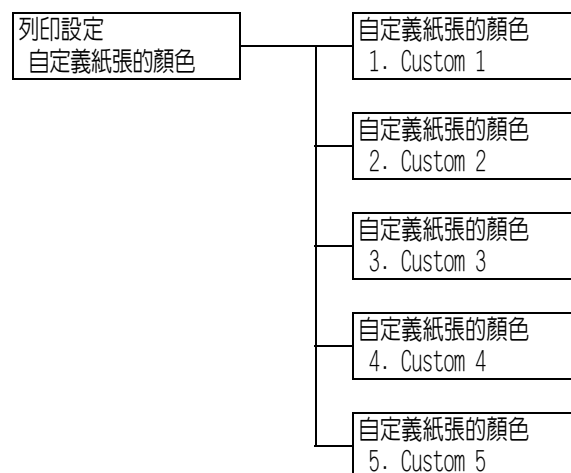 列印設定
自定義紙張的顏色
自定義紙張的顏色
1. Custom 1
自定義紙張的顏色
2. Custom 2
自定義紙張的顏色
3. Custom 3
自定義紙張的顏色
4. Custom 4
自定義紙張的顏色
5. Custom 5